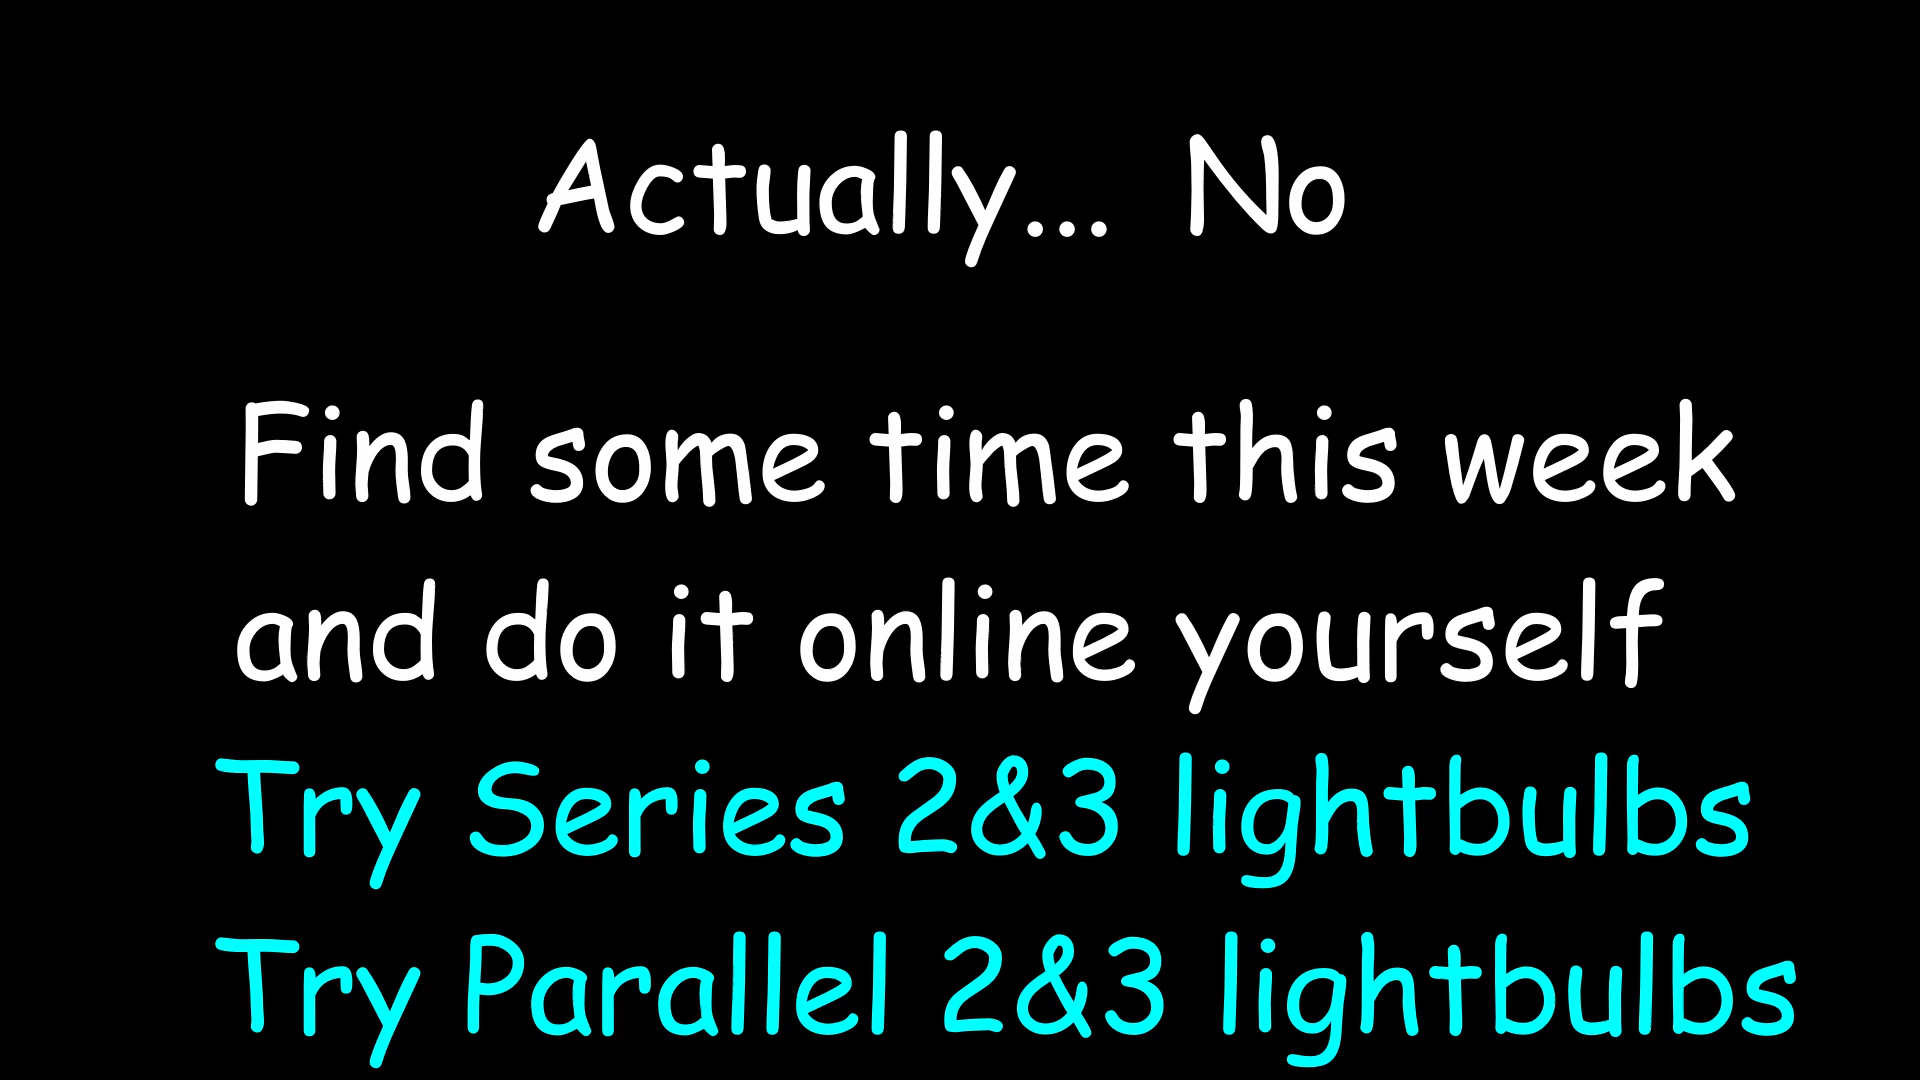 Actually... No
Find some time this week
and do it online yourself
Try Series 2&3 lightbulbs
Try Parallel 2&3 lightbulbs